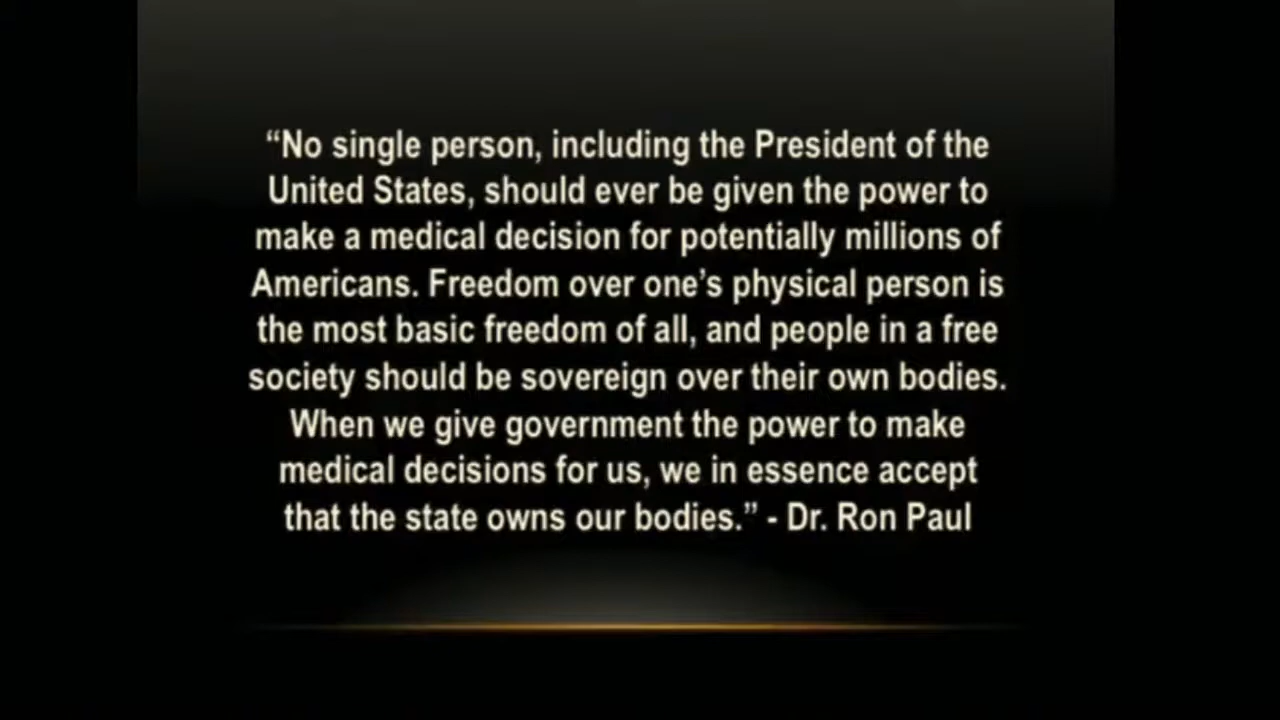 “No single person, including the President of the
United States, should ever be given the power to
make a medical decision for potentially millions of
Americans. Freedom over one’s physical person is
the most basic freedom of all, and people in a free
society should be sovereign over their own bodies.
When we give government the power to make
medical decisions for us, we in essence accept
that the state owns our bodies.” - Dr. Ron Paul